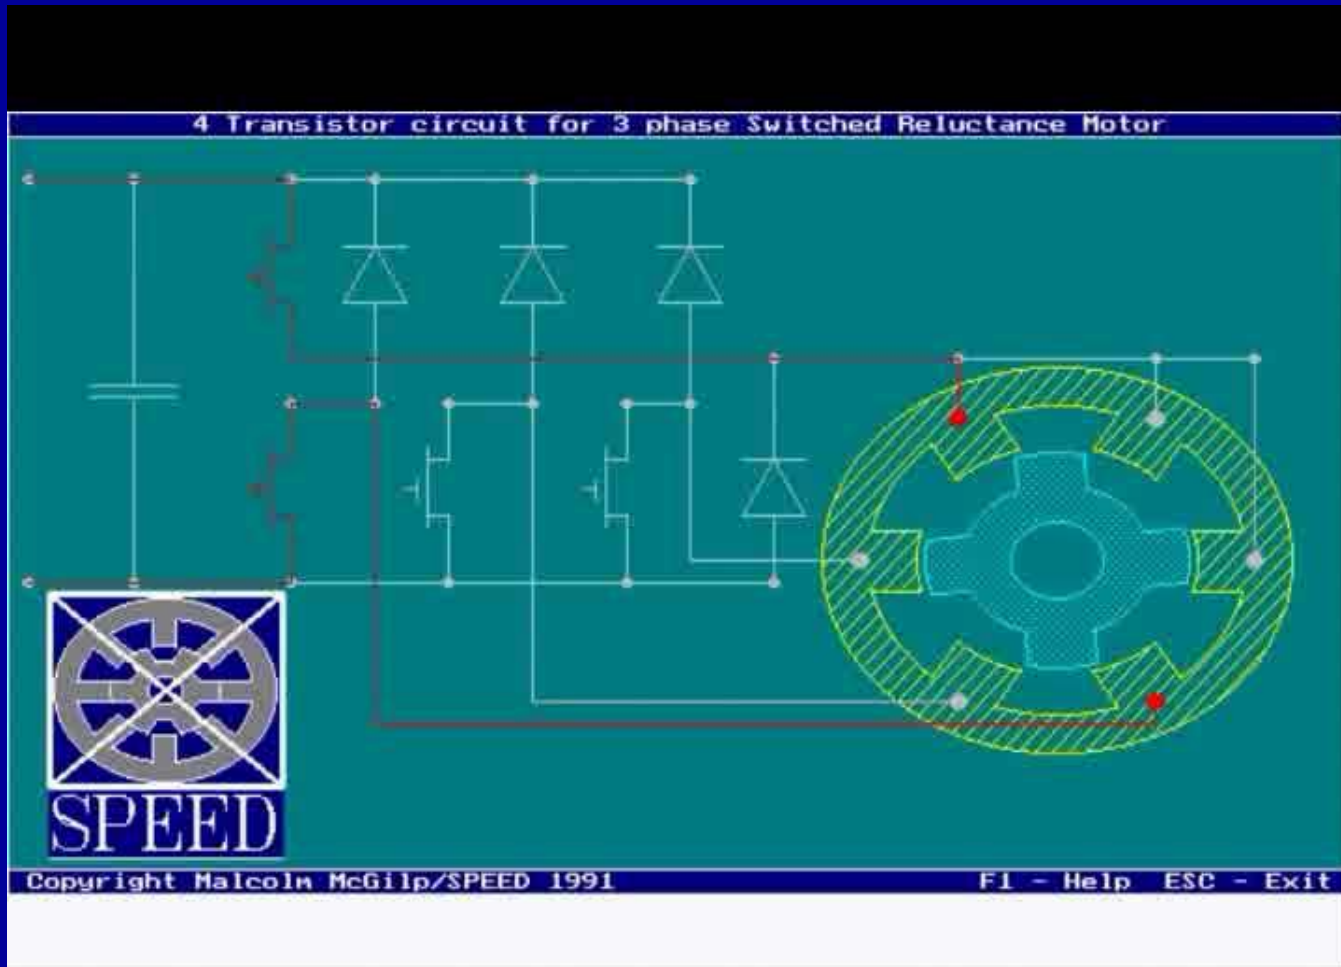 4 Transistor circuit for 3 phase Switched Reluctance Motor
SPEED
Copyright Malcolm McGilp/SPEED 1991
F1 - Help ESC - Exit